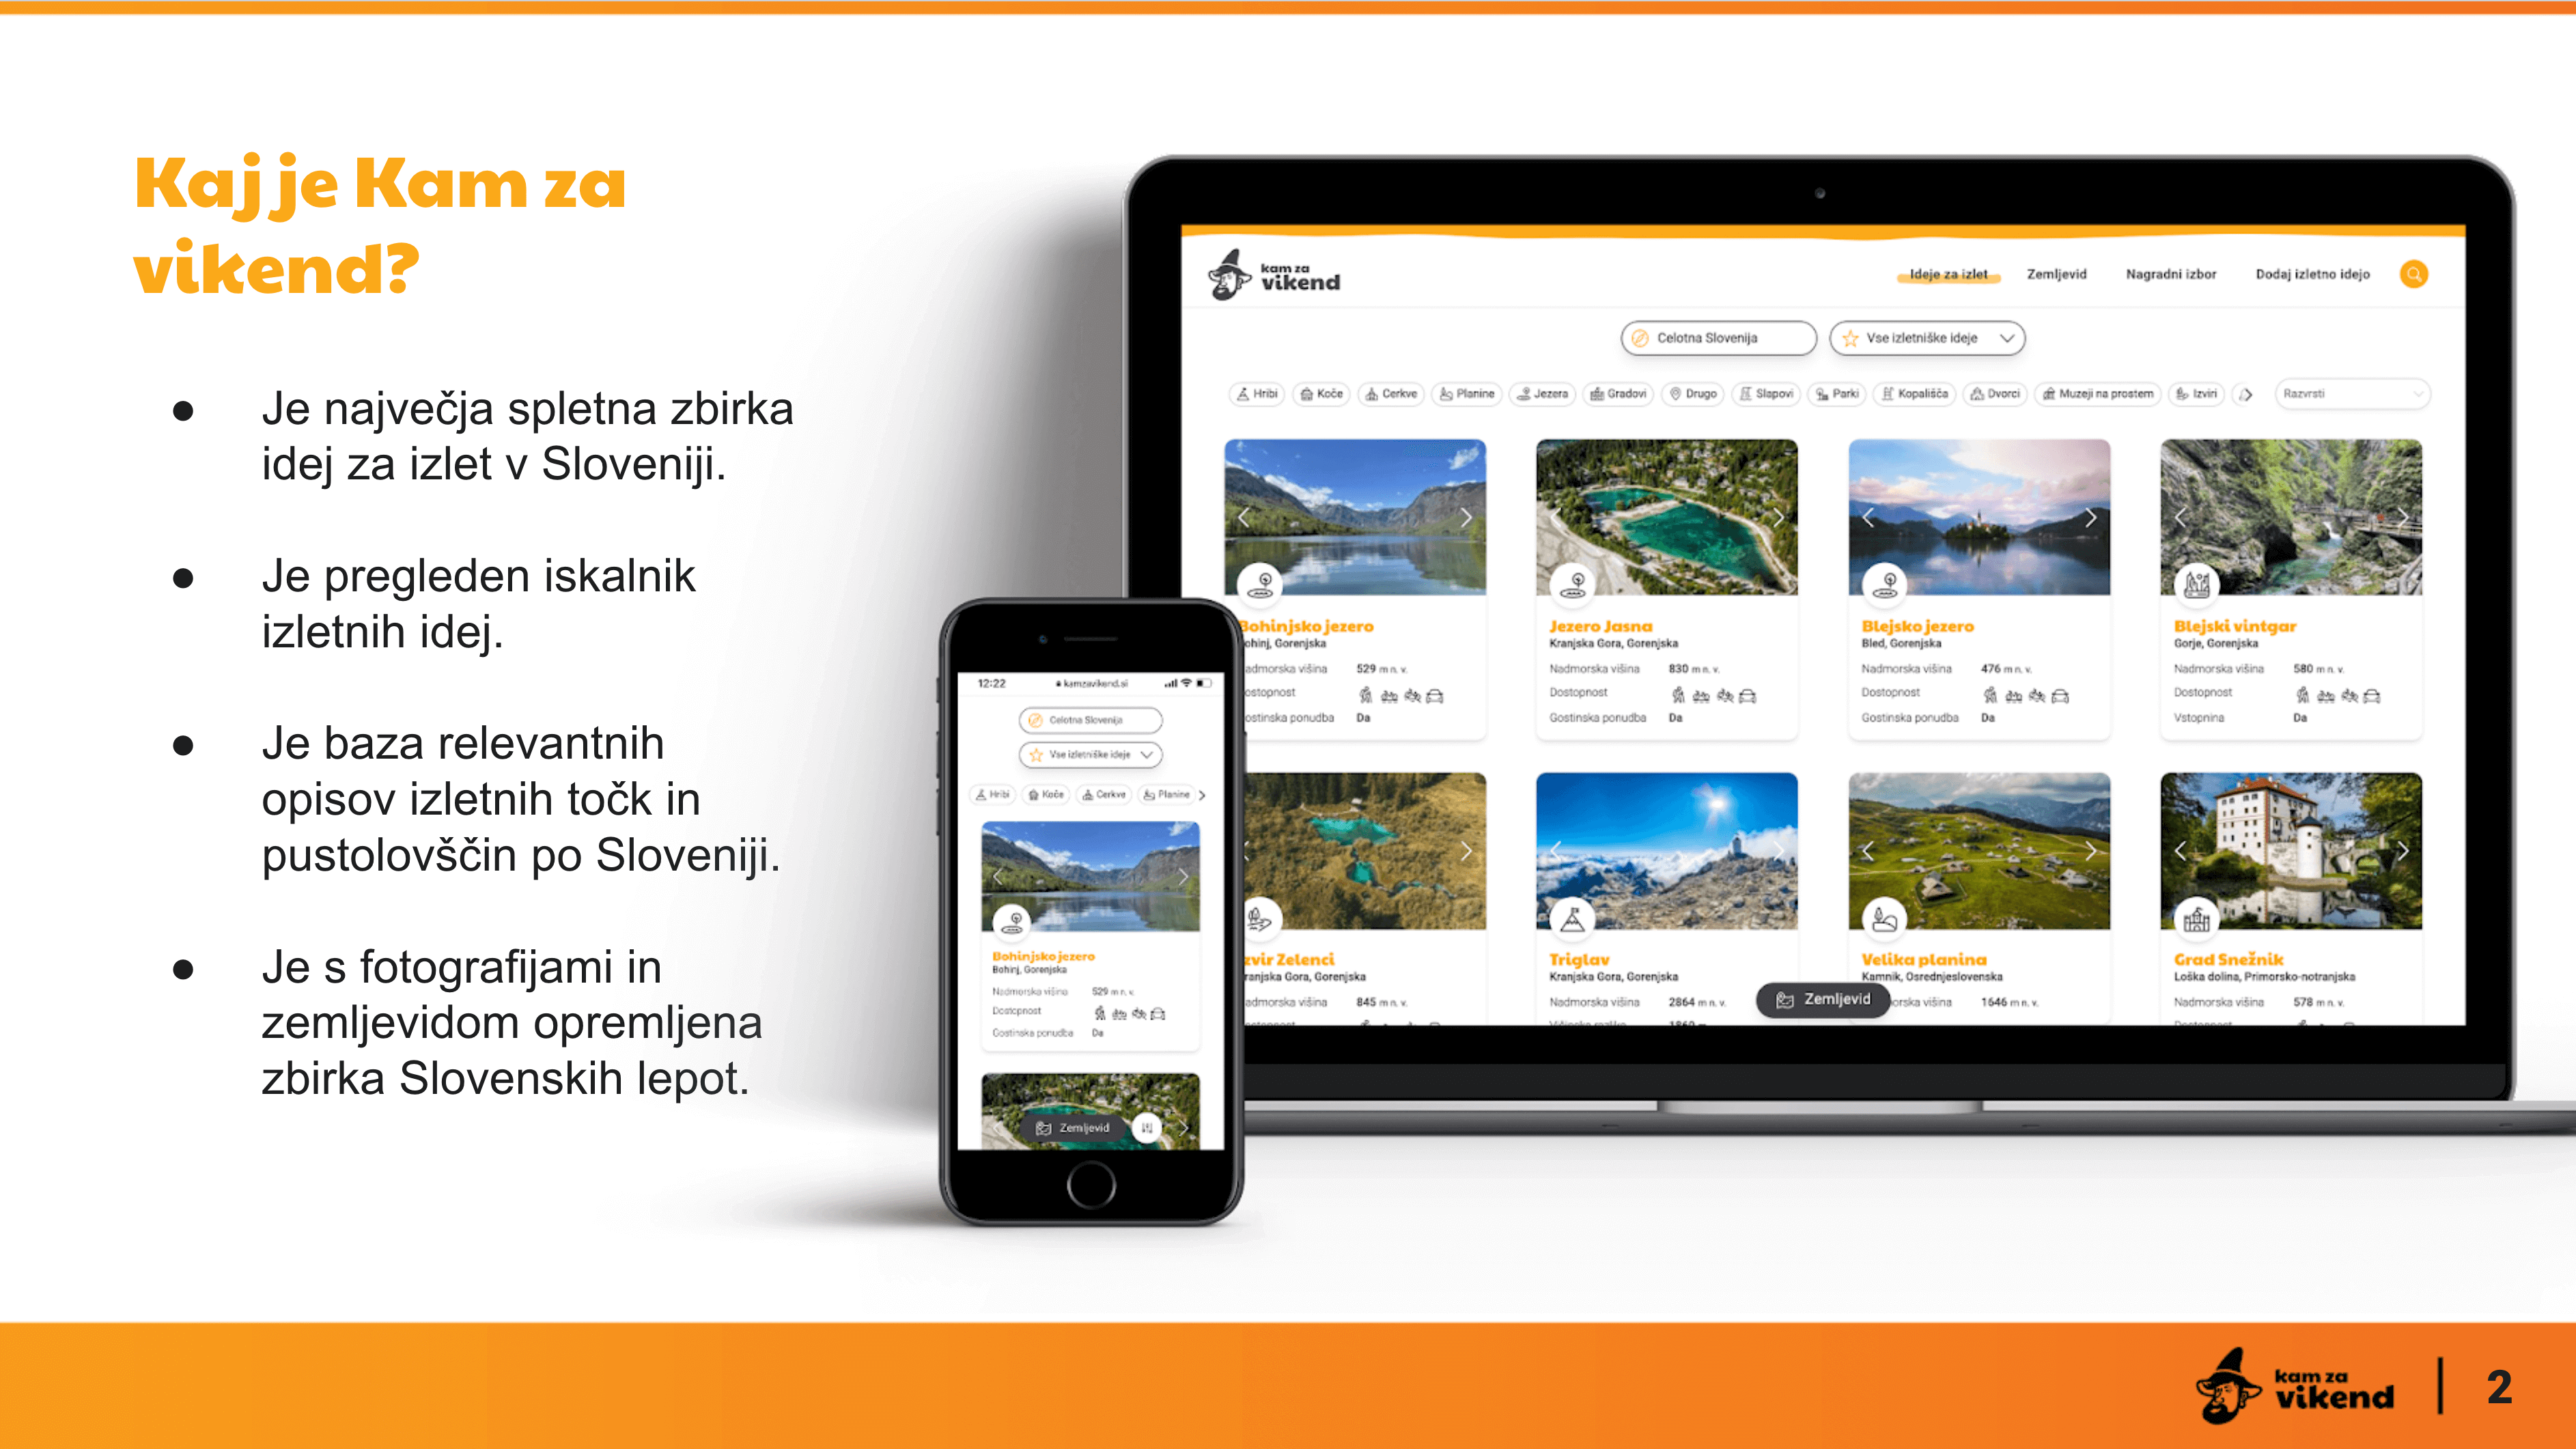 Kaj je Kam za
vikend?
● Je največja spletna zbirka
idej za izlet v Sloveniji.
● Je pregleden iskalnik
izletnih idej.
● Je baza relevantnih
opisov izletnih točk in
pustolovščin po Sloveniji.
● Je s fotografijami in
zemljevidom opremljena
zbirka Slovenskih lepot.
kam za
vikend
Ideje za izlet Zemljevid Nagradni izbor Dodaj izletno idejo
Celotna Slovenija Vse izletniške ideje
Hribi Koče Cerkve Planine Jezera Gradovi Drugo Slapovi Parki Kopališča Dvorci Muzeji na prostem Izviri Razvrsti
Bohinjsko jezero Jezero Jasna Blejsko jezero Blejski vintgar
ohinj, Gorenjska Kranjska Gora, Gorenjska Bled, Gorenjska Gorje, Gorenjska
admorska višina 529 m n. v. Nadmorska višina 830 m n. v. Nadmorska višina 476 m n. v. Nadmorska višina 580 m n. v.
ostopnost Dostopnost Dostopnost Dostopnost
ostinska ponudba Da Gostinska ponudba Da Gostinska ponudba Da Vstopnina Da
zvir Zelenci Triglav Velika planina Grad Snežnik
ranjska Gora, Gorenjska Kranjska Gora, Gorenjska Kamnik, Osrednjeslovenska Loška dolina, Primorsko-notranjska
admorska višina 845 m n. v. Nadmorska višina 2864 m n. v. orska višina 1646 m n. v. Nadmorska višina 578 m n. v.
Zemljevid
12:22 kamzavikend.si
Celotna Slovenija
Vse izletniške ideje
Hribi Koče Cerkve Planine
Bohinjsko jezero
Bohinj, Gorenjska
Nadmorska višina 529 m n. v.
Dostopnost
Gostinska ponudba Da
Zemljevid
kam za
vikend
2